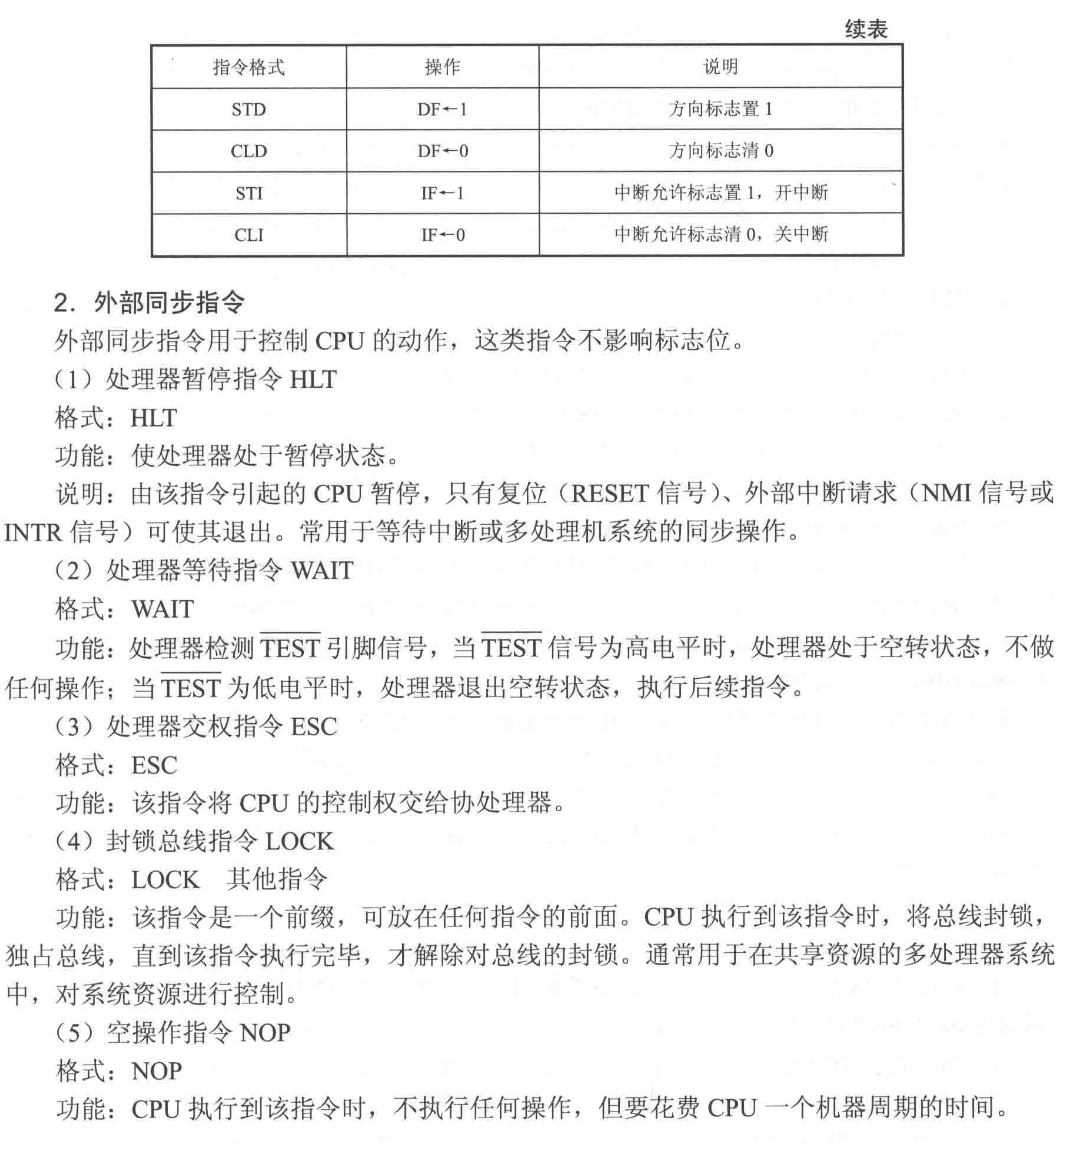 续表
指令格式 操作 说明
STD DF←1 方向标志置 1
CLD DF←0 方向标志清 0
STI IF←1 中断允许标志置 1，开中断
CLI IF←0 中断允许标志清 0，关中断
2．外部同步指令
外部同步指令用于控制 CPU 的动作，这类指令不影响标志位。
（1）处理器暂停指令 HLT
格式：HLT
功能：使处理器处于暂停状态。
说明：由该指令引起的 CPU 暂停，只有复位（RESET 信号）、外部中断请求（NMI 信号或
INTR 信号）可使其退出。常用于等待中断或多处理机系统的同步操作。
（2）处理器等待指令 WAIT
格式：WAIT
功能：处理器检测 T̅E̅S̅T̅ 引脚信号，当 T̅E̅S̅T̅ 信号为高电平时，处理器处于空转状态，不做
任何操作；当 T̅E̅S̅T̅ 为低电平时，处理器退出空转状态，执行后续指令。
（3）处理器交权指令 ESC
格式：ESC
功能：该指令将 CPU 的控制权交给协处理器。
（4）封锁总线指令 LOCK
格式：LOCK 其他指令
功能：该指令是一个前缀，可放在任何指令的前面。CPU 执行到该指令时，将总线封锁，
独占总线，直到该指令执行完毕，才解除对总线的封锁。通常用于在共享资源的多处理器系统
中，对系统资源进行控制。
（5）空操作指令 NOP
格式：NOP
功能：CPU 执行到该指令时，不执行任何操作，但要花费 CPU 一个机器周期的时间。